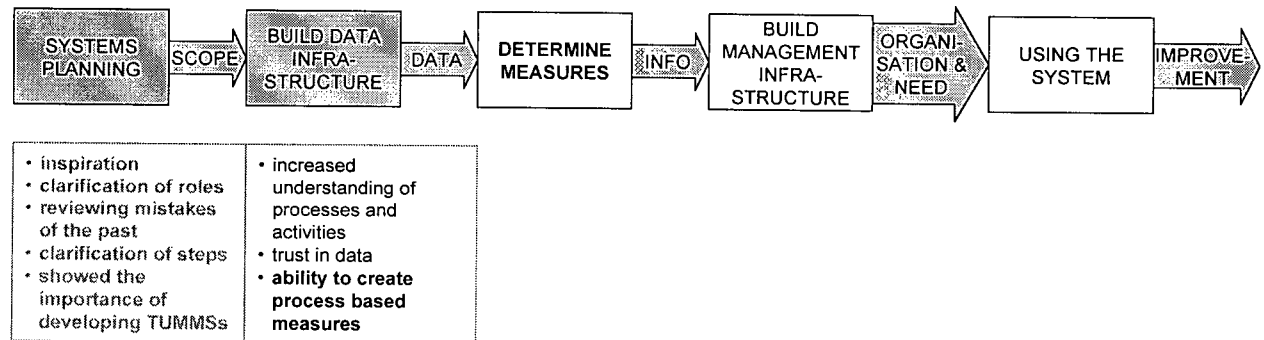 SYSTEMS
PLANNING
SCOPE
BUILD DATA
INFRA-
STRUCTURE
DATA
DETERMINE
MEASURES
INFO
BUILD
MANAGEMENT
INFRA-
STRUCTURE
ORGANI-
SATION &
NEED
USING THE
SYSTEM
IMPROVE-
MENT
• inspiration
• clarification of roles
• reviewing mistakes
of the past
• clarification of steps
• showed the
importance of
developing TUMMSs
• increased
understanding of
processes and
activities
• trust in data
• ability to create
process based
measures